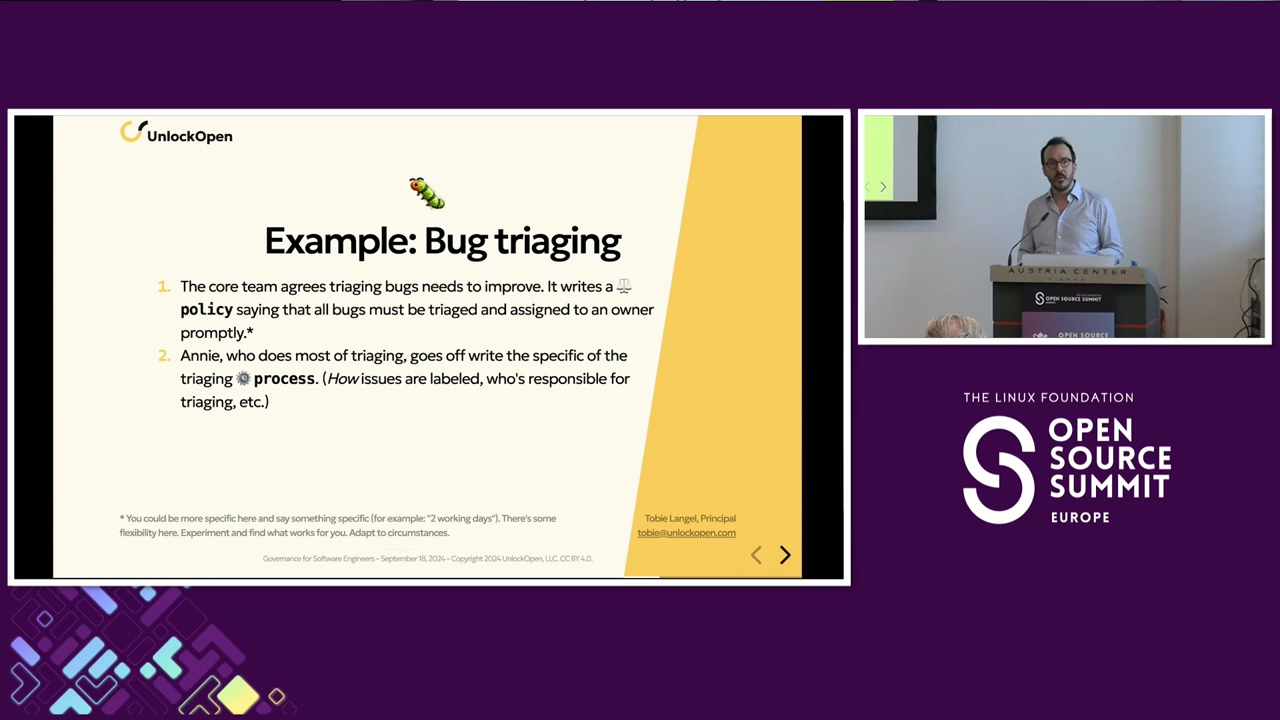 UnlockOpen
Example: Bug triaging
1. The core team agrees triaging bugs needs to improve. It writes a ⚖
policy saying that all bugs must be triaged and assigned to an owner
promptly.*
2. Annie, who does most of triaging, goes off write the specific of the
triaging ⚙ process. (How issues are labeled, who's responsible for
triaging, etc.)
* You could be more specific here and say something specific (for example: "2 working days"). There's some
flexibility here. Experiment and find what works for you. Adapt to circumstances.
Tobie Langel, Principal
tobie@unlockopen.com
Governance for Software Engineers – September 18, 2024 – Copyright 2024 UnlockOpen, LLC, CC BY 4.0.
AUSTRIA CENTER
OPEN SOURCE SUMMIT
OPEN SOURCE
THE LINUX FOUNDATION
OPEN
SOURCE
SUMMIT
EUROPE